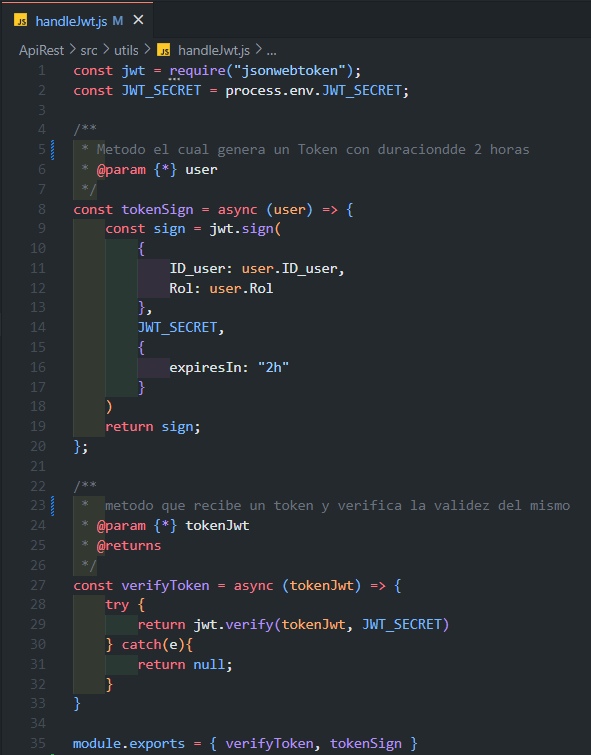 JS handleJwt.js M ×
ApiRest > src > utils > JS handleJwt.js > ...
1 const jwt = require("jsonwebtoken");
2 const JWT_SECRET = process.env.JWT_SECRET;
3
4 /**
5 * Metodo el cual genera un Token con duraciondde 2 horas
6 * @param {*} user
7 */
8 const tokenSign = async (user) => {
9 const sign = jwt.sign(
10 {
11 ID_user: user.ID_user,
12 Rol: user.Rol
13 },
14 JWT_SECRET,
15 {
16 expiresIn: "2h"
17 }
18 )
19 return sign;
20 };
21
22 /**
23 * metodo que recibe un token y verifica la validez del mismo
24 * @param {*} tokenJwt
25 * @returns
26 */
27 const verifyToken = async (tokenJwt) => {
28 try {
29 return jwt.verify(tokenJwt, JWT_SECRET)
30 } catch(e){
31 return null;
32 }
33 }
34
35 module.exports = { verifyToken, tokenSign }